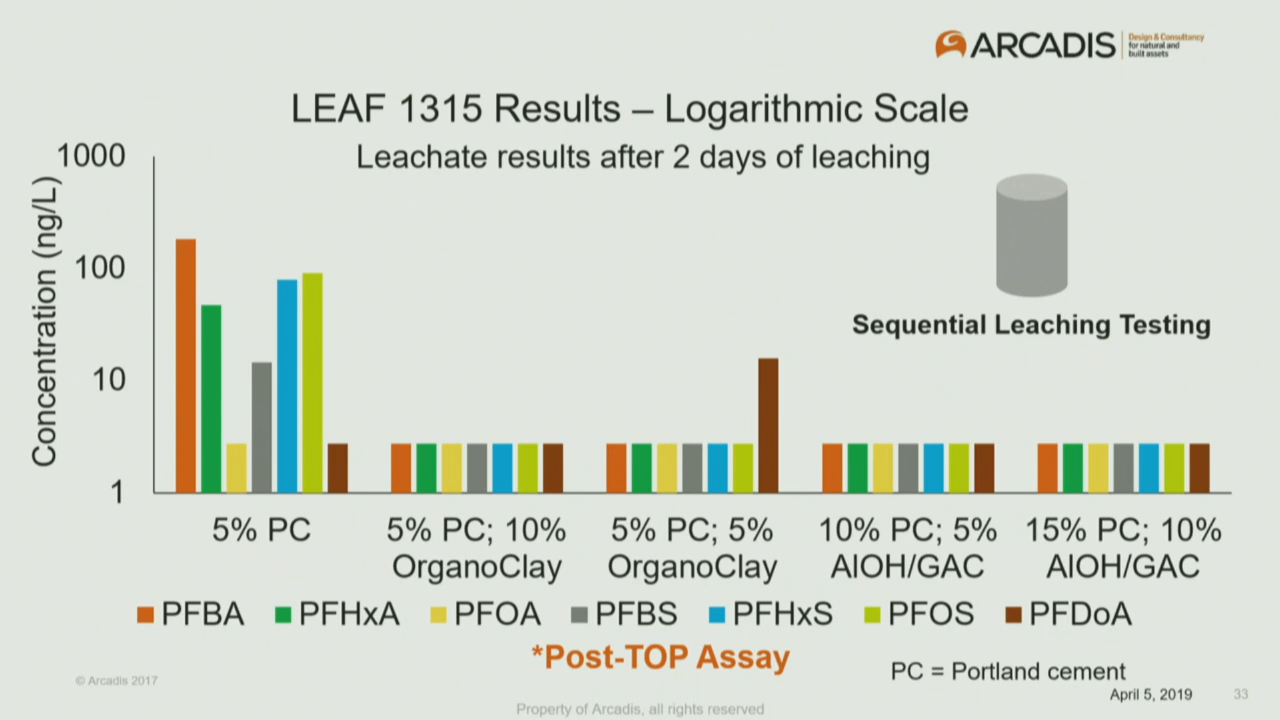 ARCADIS
Design & Consultancy
for natural and
built assets
LEAF 1315 Results – Logarithmic Scale
Leachate results after 2 days of leaching
Concentration (ng/L)
1000
100
10
1
Sequential Leaching Testing
5% PC
5% PC; 10%
OrganoClay
5% PC; 5%
OrganoClay
10% PC; 5%
AlOH/GAC
15% PC; 10%
AlOH/GAC
PFBA PFHxA PFOA PFBS PFHxS PFOS PFDoA
*Post-TOP Assay
PC = Portland cement
© Arcadis 2017
April 5, 2019
33
Property of Arcadis, all rights reserved